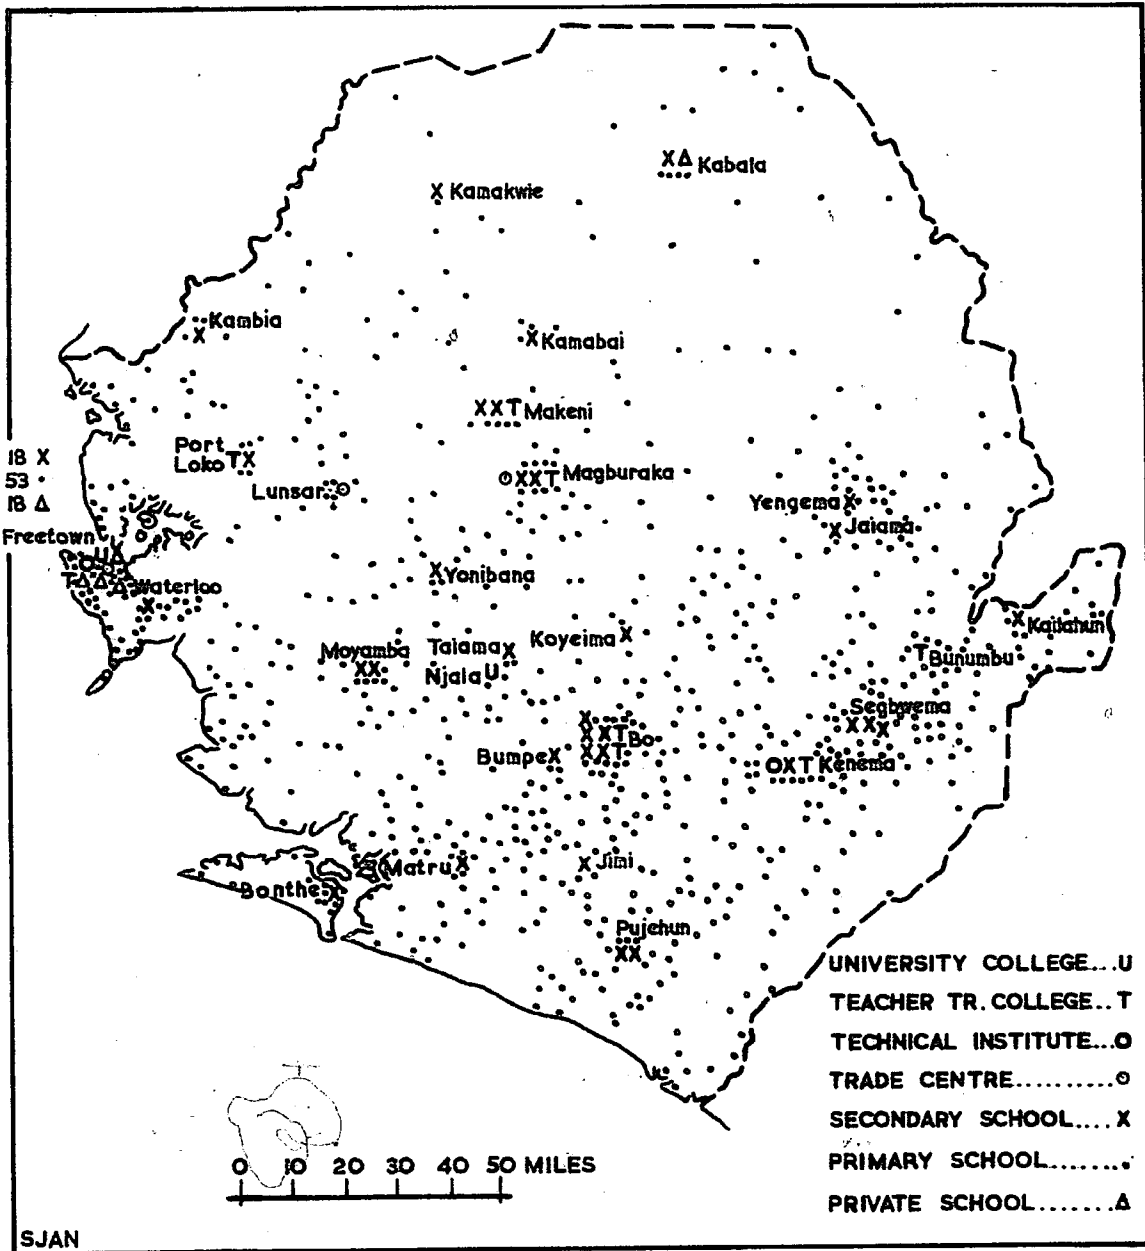 XΔ Kabala
X Kamakwie
Kambia
X
X Kamabai
XXT Makeni
Port
Loko TX
18 X
53 ·
18 Δ
Lunsar ⊙
⊙XXT Magburaka
Yengema X
X Jaiama
Freetown
U
TΔΔΔ
Waterloo
X
X Yonibana
Koyeima X
X Kailahun
T Bunumbu
Moyamba
XX
Taiama X
Njala U
Segbwema
XXX
X
XXT Bo
XXT
Bumpe X
OXT Kenema
Matru X
X Jimi
Bonthe X
Pujehun
XX
UNIVERSITY COLLEGE....U
TEACHER TR. COLLEGE..T
TECHNICAL INSTITUTE...O
TRADE CENTRE..........⊙
SECONDARY SCHOOL....X
PRIMARY SCHOOL........
PRIVATE SCHOOL.......Δ
0 10 20 30 40 50 MILES
SJAN